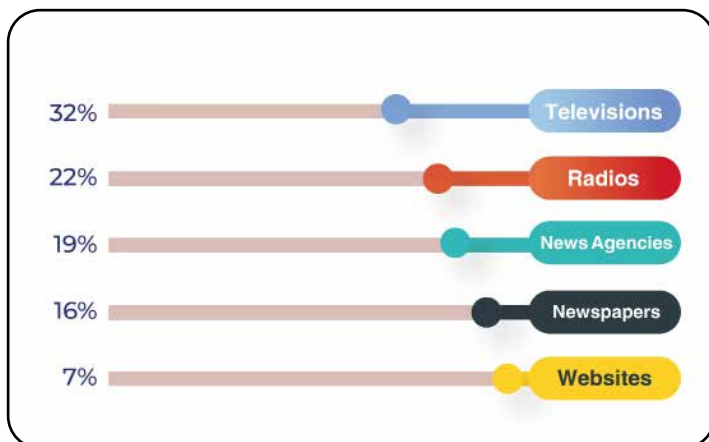 32% Televisions
22% Radios
19% News Agencies
16% Newspapers
7% Websites